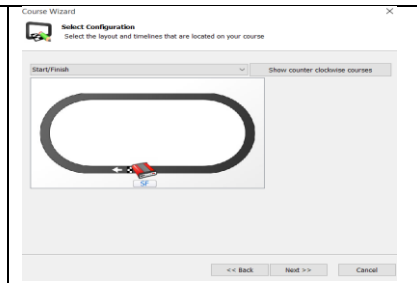 Course Wizard
Select Configuration
Select the layout and timelines that are located on your course
Start/Finish
Show counter clockwise courses
SF
<< Back
Next >>
Cancel